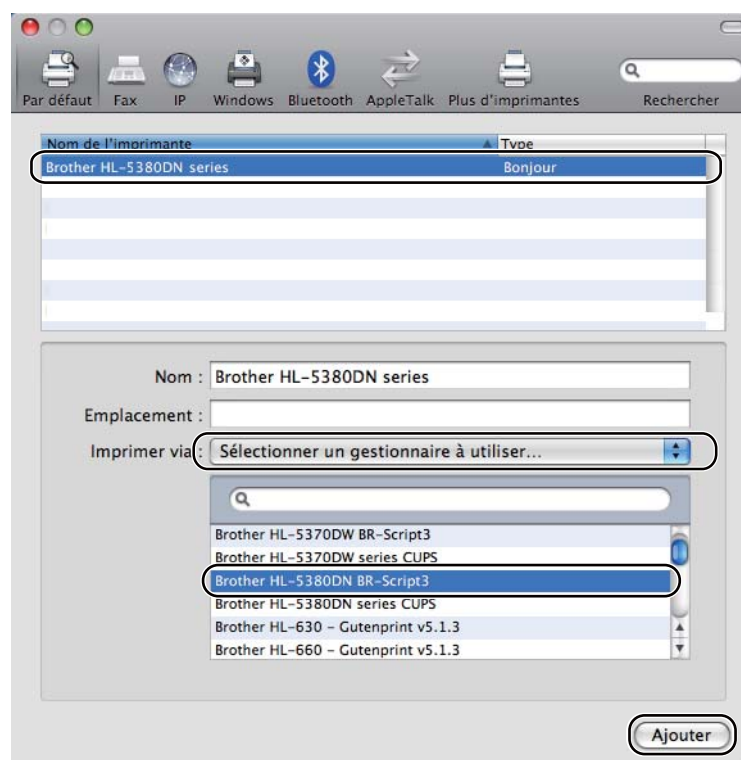 Par défaut Fax IP Windows Bluetooth AppleTalk Plus d'imprimantes Rechercher
Nom de l'imprimante Type
Brother HL-5380DN series Bonjour
Nom : Brother HL-5380DN series
Emplacement :
Imprimer via : Sélectionner un gestionnaire à utiliser...
Brother HL-5370DW BR-Script3
Brother HL-5370DW series CUPS
Brother HL-5380DN BR-Script3
Brother HL-5380DN series CUPS
Brother HL-630 - Gutenprint v5.1.3
Brother HL-660 - Gutenprint v5.1.3
Ajouter